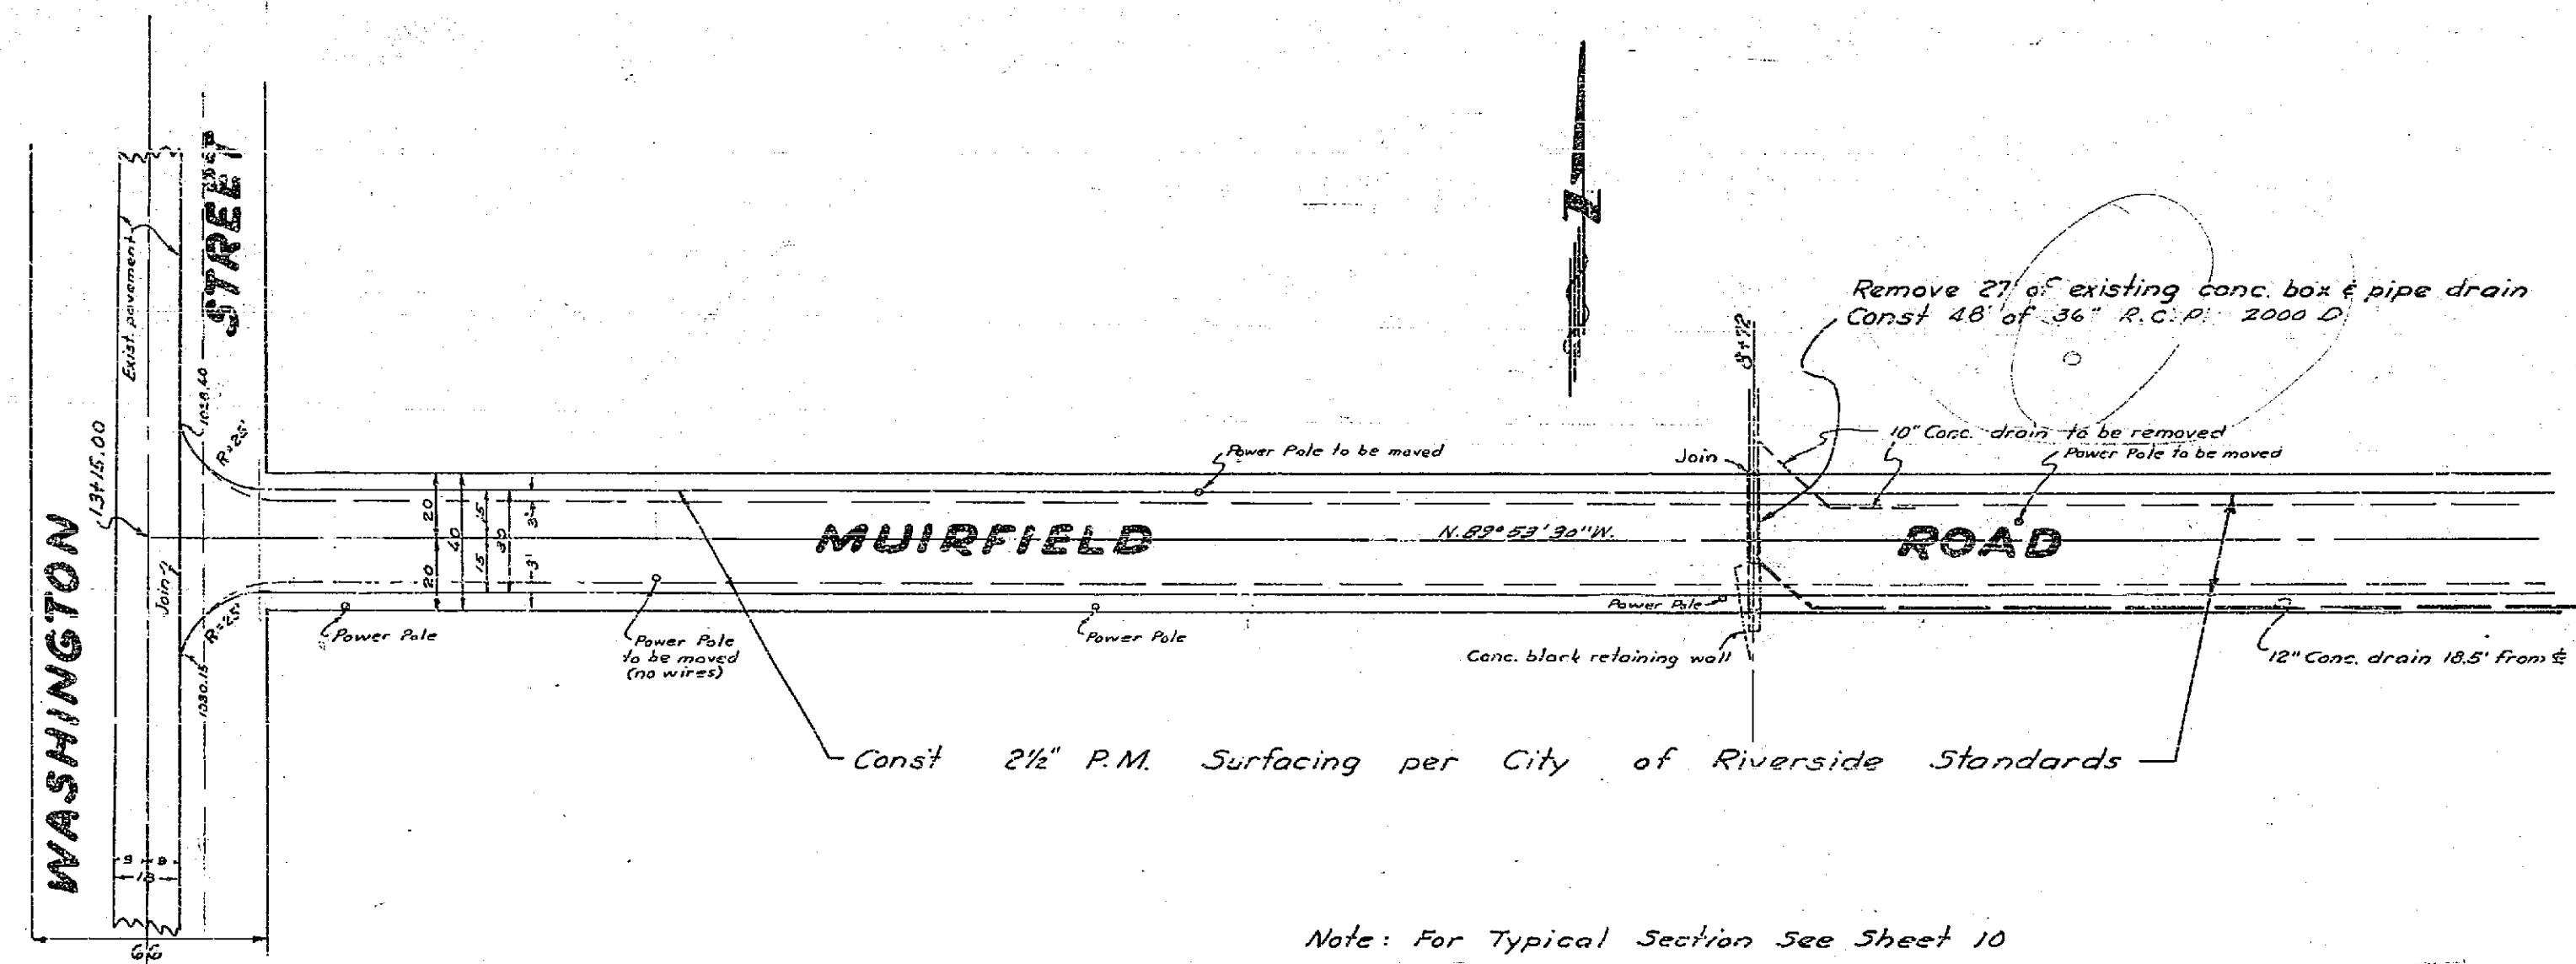 WASHINGTON
STREET
13+15.00
Exist. pavement
1028.40
R=25'
Join
R=25'
1030.15
9 9
18
66
20
20
40
15
15
30
3'
3'
Power Pole
Power Pole
to be moved
(no wires)
Power Pole
Power Pole to be moved
MUIRFIELD
N.89°53'30"W.
ROAD
N
8+72
Remove 27' of existing conc. box & pipe drain
Const 48' of 36" R.C.P. 2000 D
10" Conc. drain to be removed
Power Pole to be moved
Join
Power Pole
Conc. block retaining wall
12" Conc. drain 18.5' from ℄
Const 2½" P.M. Surfacing per City of Riverside Standards
Note: For Typical Section See Sheet 10